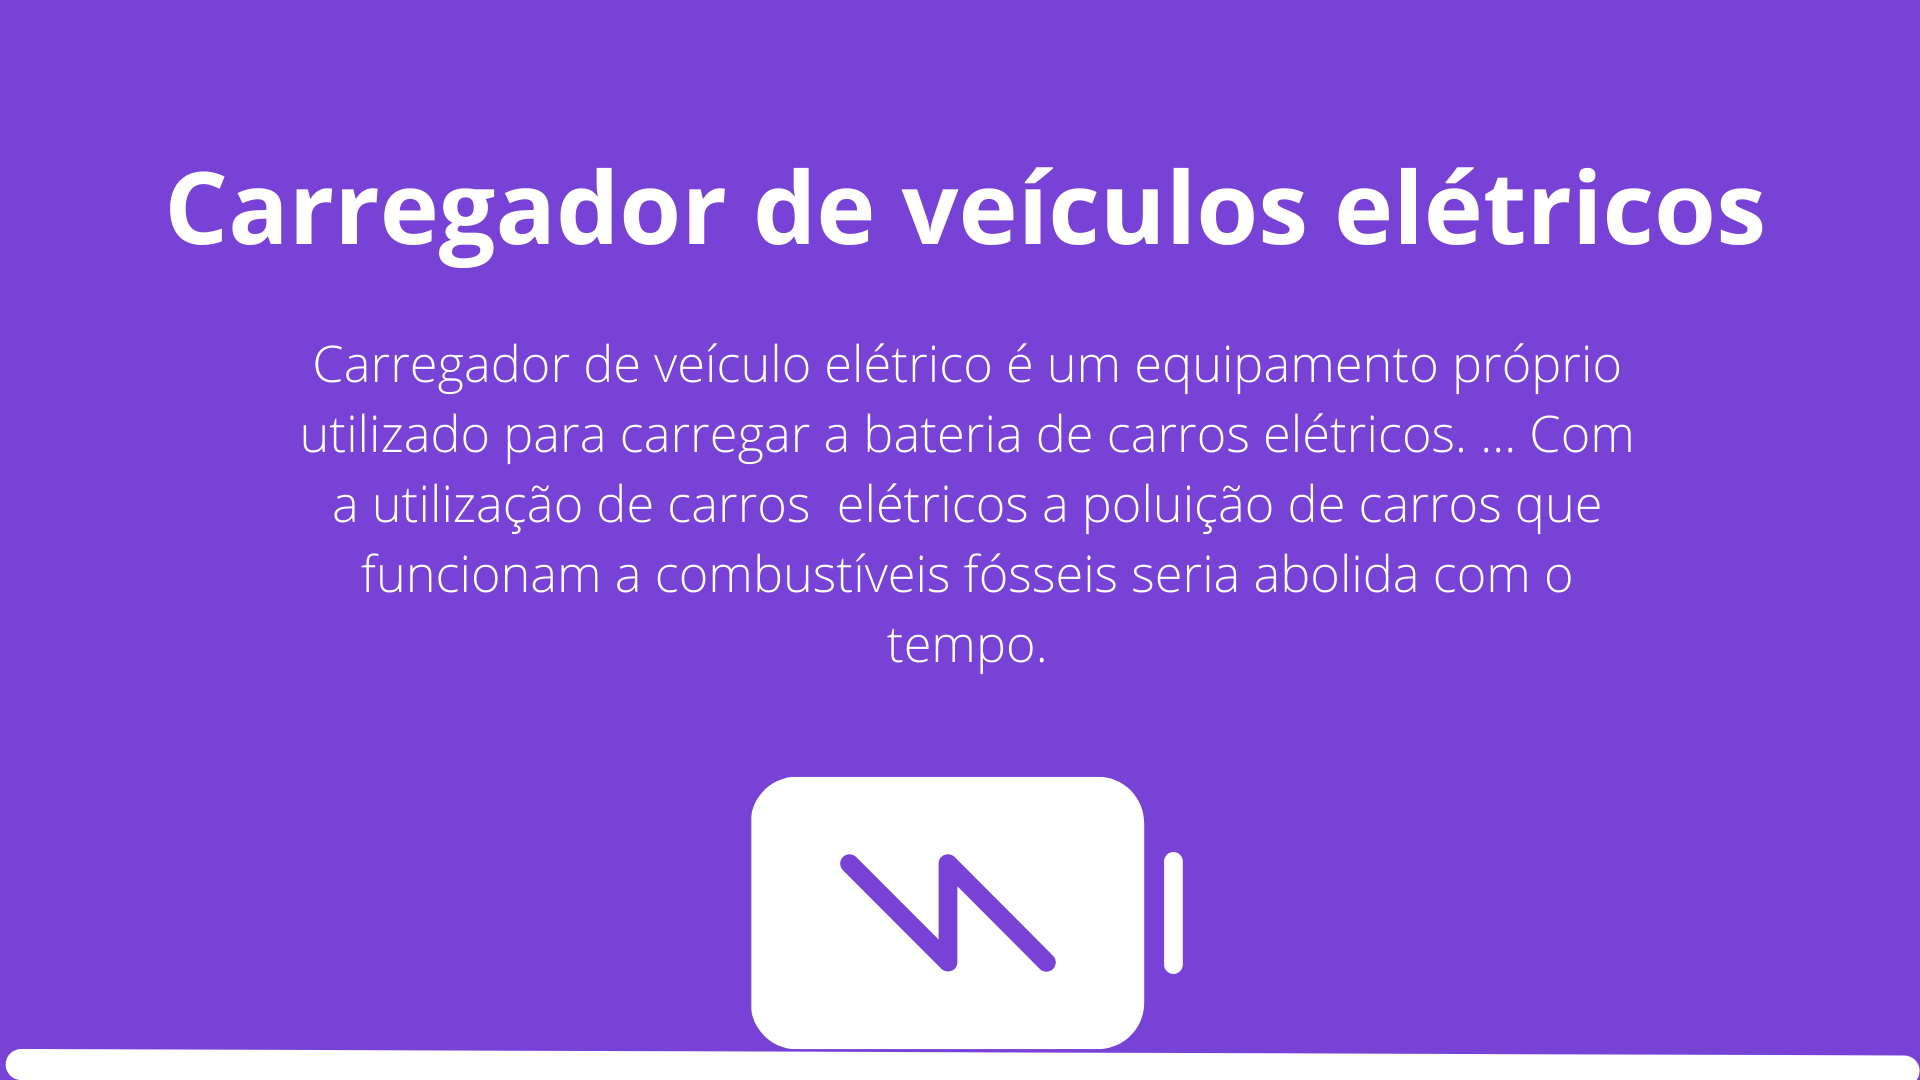 Carregador de veículos elétricos
Carregador de veículo elétrico é um equipamento próprio
utilizado para carregar a bateria de carros elétricos. ... Com
a utilização de carros  elétricos a poluição de carros que
funcionam a combustíveis fósseis seria abolida com o
tempo.